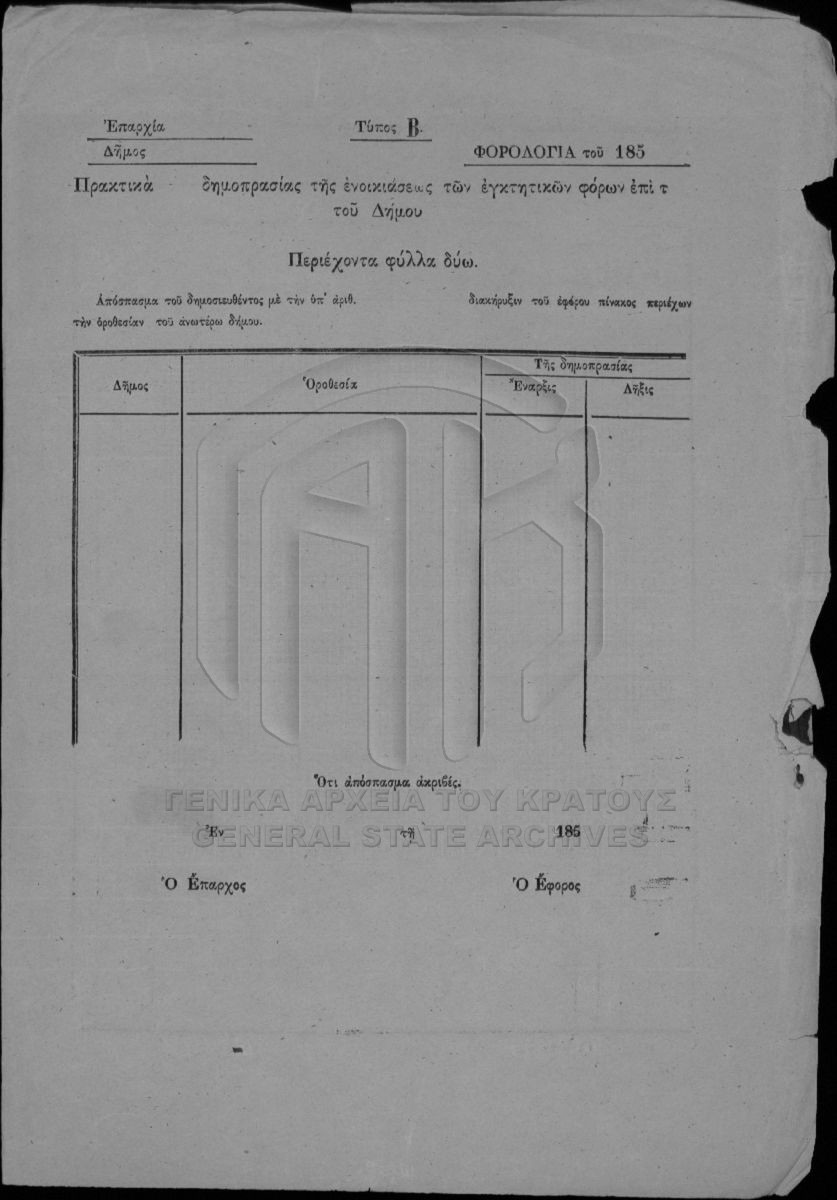 Ἐπαρχία
Δῆμος
Τύπος Β.
ΦΟΡΟΛΟΓΙΑ τοῦ 185
Πρακτικὰ δημοπρασίας τῆς ἐνοικιάσεως τῶν ἐγκτητικῶν φόρων ἐπὶ τ
τοῦ Δήμου
Περιέχοντα φύλλα δύω.
Ἀπόσπασμα τοῦ δημοσιευθέντος μὲ τὴν ὑπ' ἀριθ. διακήρυξιν τοῦ ἐφόρου πίνακος περιέχων
τὴν ὁροθεσίαν τοῦ ἀνωτέρω δήμου.
Δῆμος
Ὁροθεσία
Τῆς δημοπρασίας
Ἔναρξις
Λῆξις
Ὅτι ἀπόσπασμα ἀκριβές.
ΓΕΝΙΚΑ ΑΡΧΕΙΑ ΤΟΥ ΚΡΑΤΟΥΣ
Ἐν τῇ 185
GENERAL STATE ARCHIVES
Ὁ Ἔπαρχος
Ὁ Ἔφορος